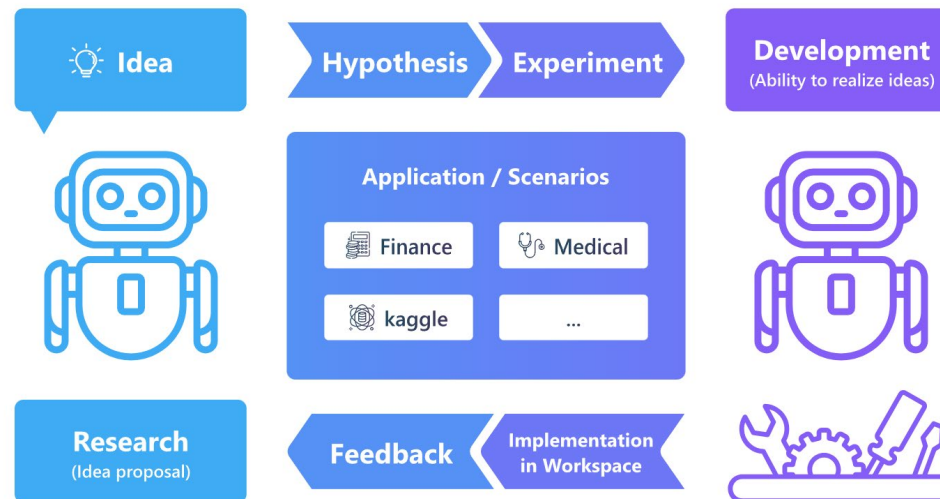 Idea
Hypothesis
Experiment
Development
(Ability to realize ideas)
Application / Scenarios
Finance
Medical
kaggle
...
Research
(Idea proposal)
Feedback
Implementation
in Workspace